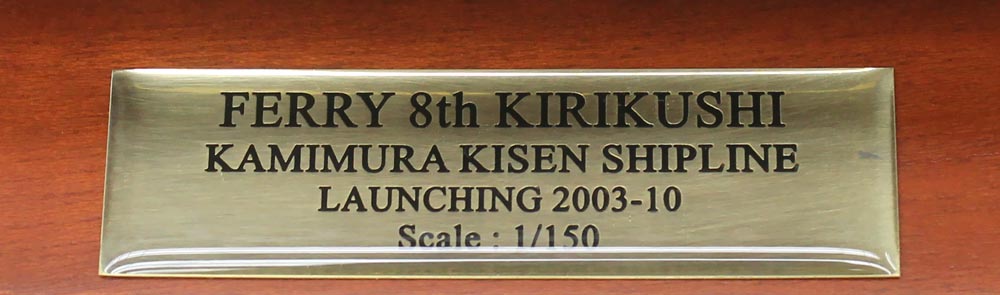 FERRY 8th KIRIKUSHI
KAMIMURA KISEN SHIPLINE
LAUNCHING 2003-10
Scale : 1/150